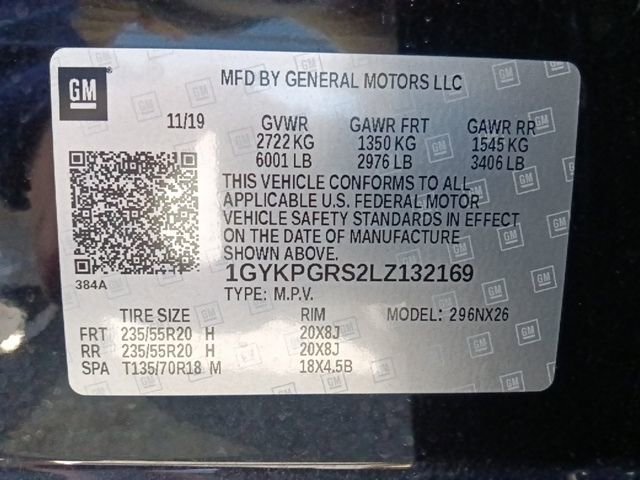 GM
MFD BY GENERAL MOTORS LLC
11/19 GVWR GAWR FRT GAWR RR
2722 KG 1350 KG 1545 KG
6001 LB 2976 LB 3406 LB
THIS VEHICLE CONFORMS TO ALL
APPLICABLE U.S. FEDERAL MOTOR
VEHICLE SAFETY STANDARDS IN EFFECT
ON THE DATE OF MANUFACTURE
SHOWN ABOVE.
384A
1GYKPGRS2LZ132169
TYPE: M.P.V.
TIRE SIZE RIM MODEL: 296NX26
FRT 235/55R20 H 20X8J
RR 235/55R20 H 20X8J
SPA T135/70R18 M 18X4.5B